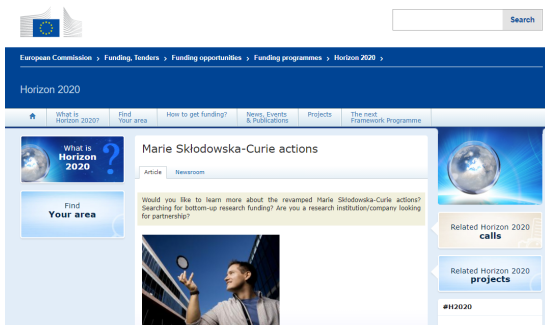 Search
European Commission > Funding, Tenders > Funding opportunities > Funding programmes > Horizon 2020 >
Horizon 2020
What is
Horizon 2020?
Find
Your area
How to get funding?
News, Events
& Publications
Projects
The next
Framework Programme
What is
Horizon
2020
?
Find
Your area
Marie Skłodowska-Curie actions
Article
Newsroom
Would you like to learn more about the revamped Marie Skłodowska-Curie actions?
Searching for bottom-up research funding? Are you a research institution/company looking
for partnership?
Related Horizon 2020
calls
Related Horizon 2020
projects
#H2020